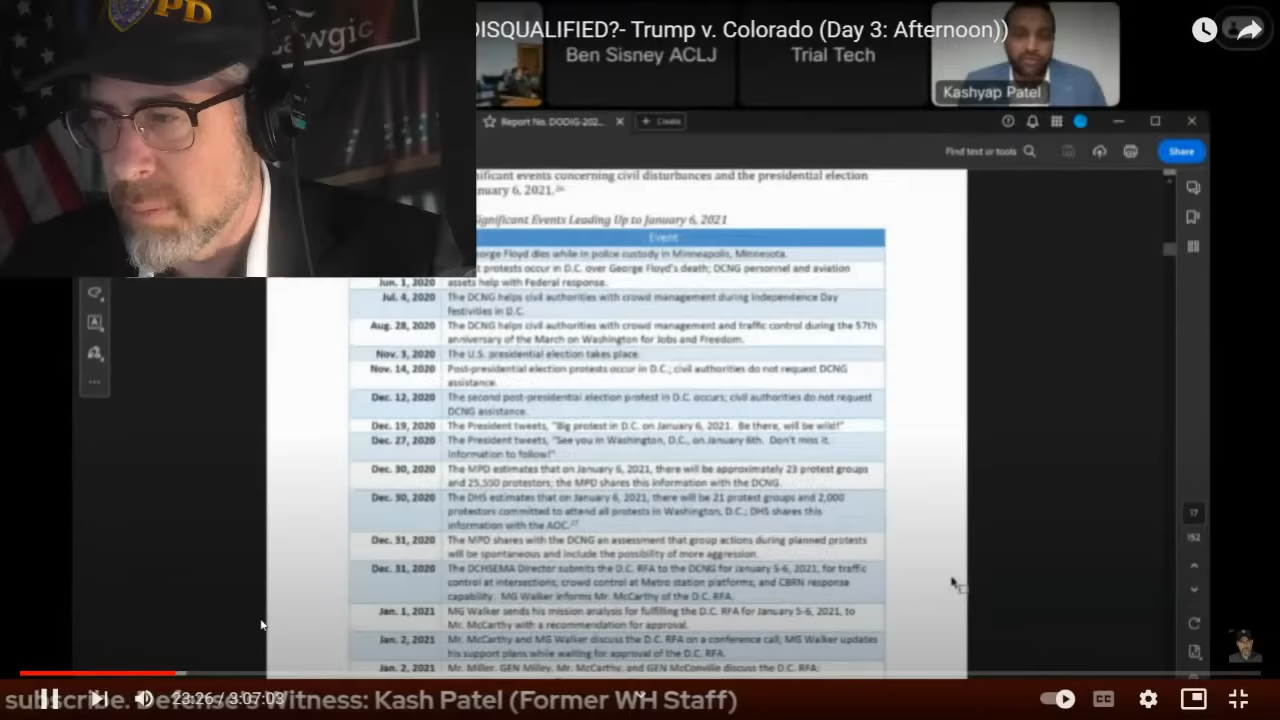 PD
Lawgic
DISQUALIFIED?- Trump v. Colorado (Day 3: Afternoon))
Ben Sisney ACLJ
Trial Tech
Kashyap Patel
Report No. DODIG-202...
Create
Find text or tools
Share
nificant events concerning civil disturbances and the presidential election
nuary 6, 2021.
Significant Events Leading Up to January 6, 2021
Event
eorge Floyd dies while in police custody in Minneapolis, Minnesota.
t protests occur in D.C. over George Floyd's death; DCNG personnel and aviation
Jun. 1, 2020 assets help with Federal response.
Jul. 4, 2020 The DCNG helps civil authorities with crowd management during Independence Day
festivities in D.C.
Aug. 28, 2020 The DCNG helps civil authorities with crowd management and traffic control during the 57th
anniversary of the March on Washington for Jobs and Freedom.
Nov. 3, 2020 The U.S. presidential election takes place.
Nov. 14, 2020 Post-presidential election protests occur in D.C.; civil authorities do not request DCNG
assistance.
Dec. 12, 2020 The second post-presidential election protest in D.C. occurs; civil authorities do not request
DCNG assistance.
Dec. 19, 2020 The President tweets, "Big protest in D.C. on January 6, 2021. Be there, will be wild!"
Dec. 27, 2020 The President tweets, "See you in Washington, D.C., on January 6th. Don't miss it.
Information to follow!"
Dec. 30, 2020 The MPD estimates that on January 6, 2021, there will be approximately 23 protest groups
and 25,550 protestors; the MPD shares this information with the DCNG.
Dec. 30, 2020 The DHS estimates that on January 6, 2021, there will be 21 protest groups and 2,000
protestors committed to attend all protests in Washington, D.C.; DHS shares this
information with the AOC.27
Dec. 31, 2020 The MPD shares with the DCNG an assessment that group actions during planned protests
will be spontaneous and include the possibility of more aggression.
Dec. 31, 2020 The DCHSEMA Director submits the D.C. RFA to the DCNG for January 5-6, 2021, for traffic
control at intersections; crowd control at Metro station platforms; and CBRN response
capability. MG Walker informs Mr. McCarthy of the D.C. RFA.
Jan. 1, 2021 MG Walker sends his mission analysis for fulfilling the D.C. RFA for January 5-6, 2021, to
Mr. McCarthy with a recommendation for approval.
Jan. 2, 2021 Mr. McCarthy and MG Walker discuss the D.C. RFA on a conference call; MG Walker updates
his support plans while waiting for approval of the D.C. RFA.
Jan. 2, 2021 Mr. Miller, GEN Milley, Mr. McCarthy, and GEN McConville discuss the D.C. RFA;
17
152
subscribe. Defense's Witness: Kash Patel (Former WH Staff)
23:26 / 3:07:03
CC